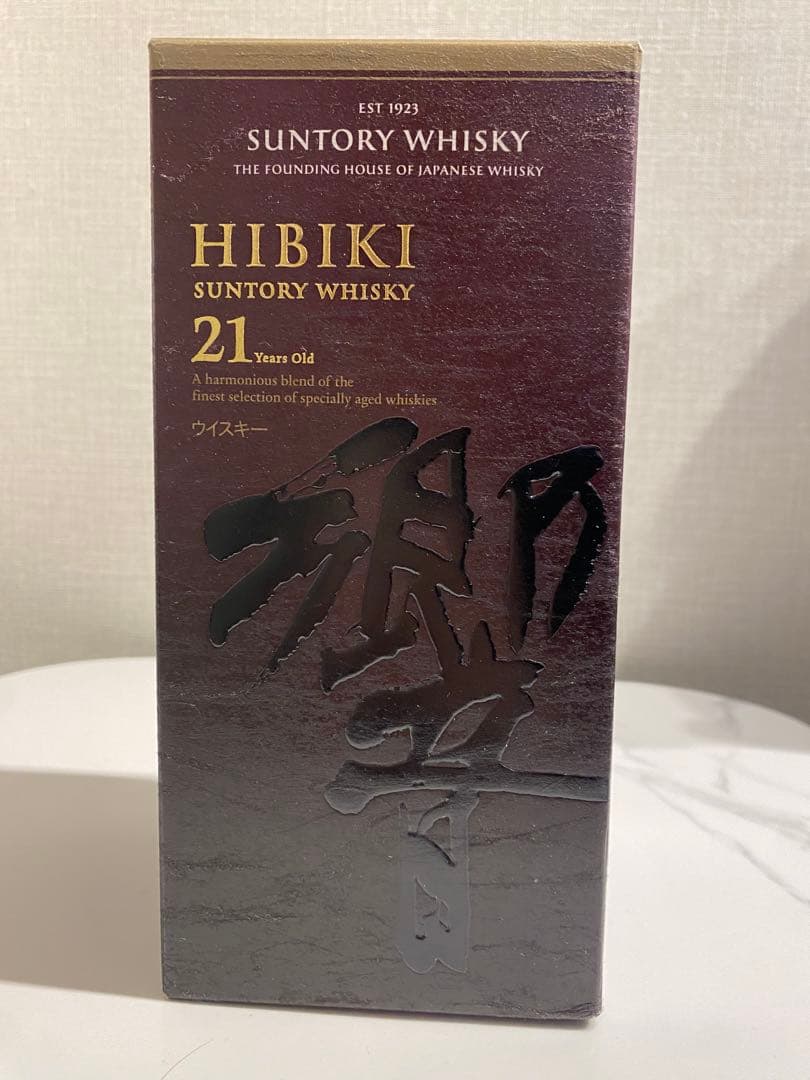 EST 1923
SUNTORY WHISKY
THE FOUNDING HOUSE OF JAPANESE WHISKY
HIBIKI
SUNTORY WHISKY
21 Years Old
A harmonious blend of the
finest selection of specially aged whiskies
ウイスキー
響